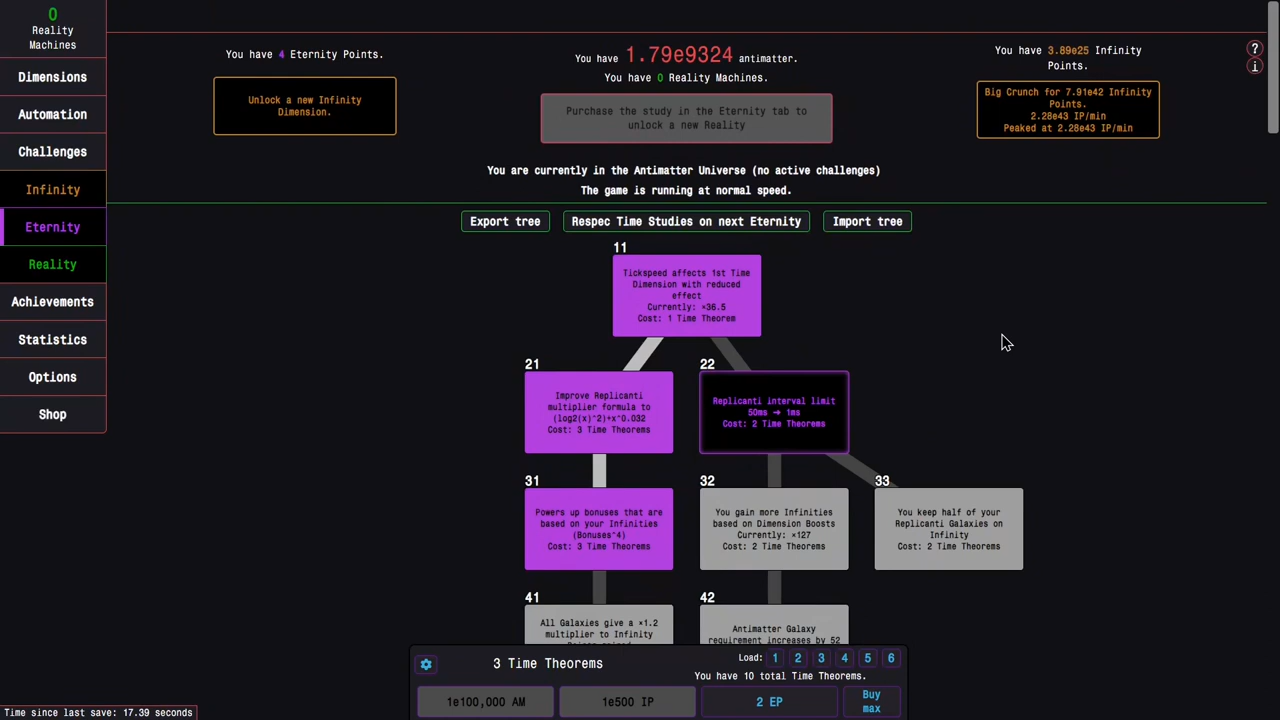 0
Reality
Machines
Dimensions
Automation
Challenges
Infinity
Eternity
Reality
Achievements
Statistics
Options
Shop
You have 4 Eternity Points.
Unlock a new Infinity
Dimension.
You have 1.79e9324 antimatter.
You have 0 Reality Machines.
Purchase the study in the Eternity tab to
unlock a new Reality
You have 3.89e25 Infinity
Points.
Big Crunch for 7.91e42 Infinity
Points.
2.28e43 IP/min
Peaked at 2.28e43 IP/min
?
i
You are currently in the Antimatter Universe (no active challenges)
The game is running at normal speed.
Export tree
Respec Time Studies on next Eternity
Import tree
11
Tickspeed affects 1st Time
Dimension with reduced
effect
Currently: ×36.5
Cost: 1 Time Theorem
21
Improve Replicanti
multiplier formula to
(log2(x)^2)+x^0.032
Cost: 3 Time Theorems
22
Replicanti interval limit
50ms → 1ms
Cost: 2 Time Theorems
31
Powers up bonuses that are
based on your Infinities
(Bonuses^4)
Cost: 3 Time Theorems
32
You gain more Infinities
based on Dimension Boosts
Currently: ×127
Cost: 2 Time Theorems
33
You keep half of your
Replicanti Galaxies on
Infinity
Cost: 2 Time Theorems
41
All Galaxies give a ×1.2
multiplier to Infinity
42
Antimatter Galaxy
requirement increases by 52
3 Time Theorems
Load: 1 2 3 4 5 6
You have 10 total Time Theorems.
1e100,000 AM
1e500 IP
2 EP
Buy
max
Time since last save: 17.39 seconds